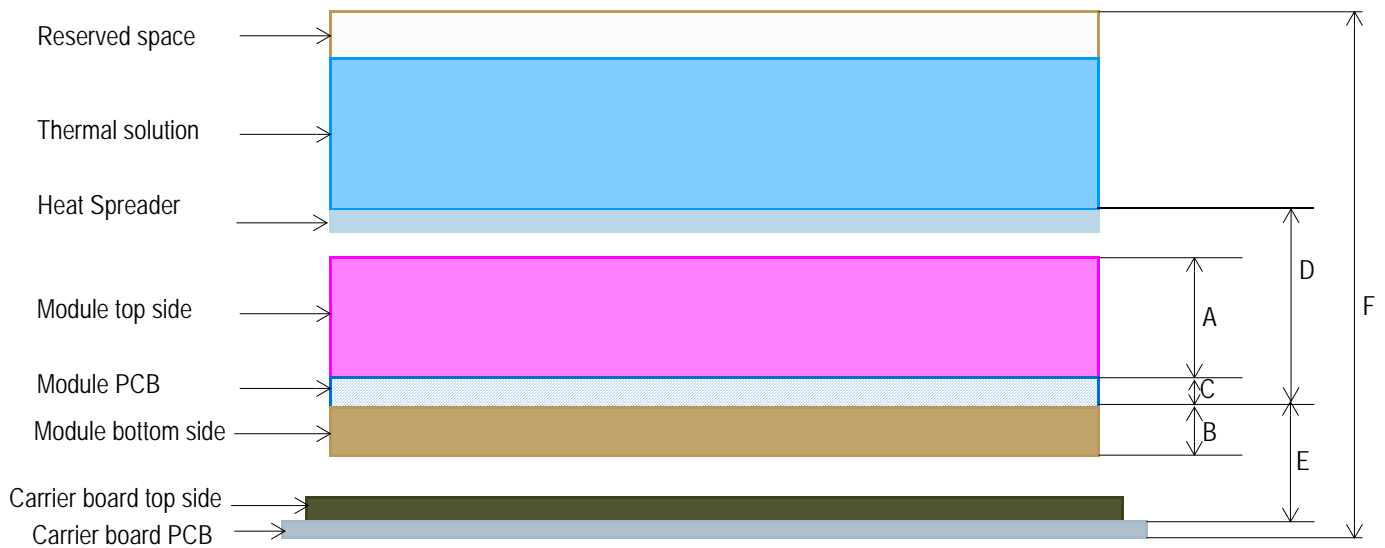 Reserved space
Thermal solution
Heat Spreader
Module top side
Module PCB
Module bottom side
Carrier board top side
Carrier board PCB
A
C
B
D
E
F